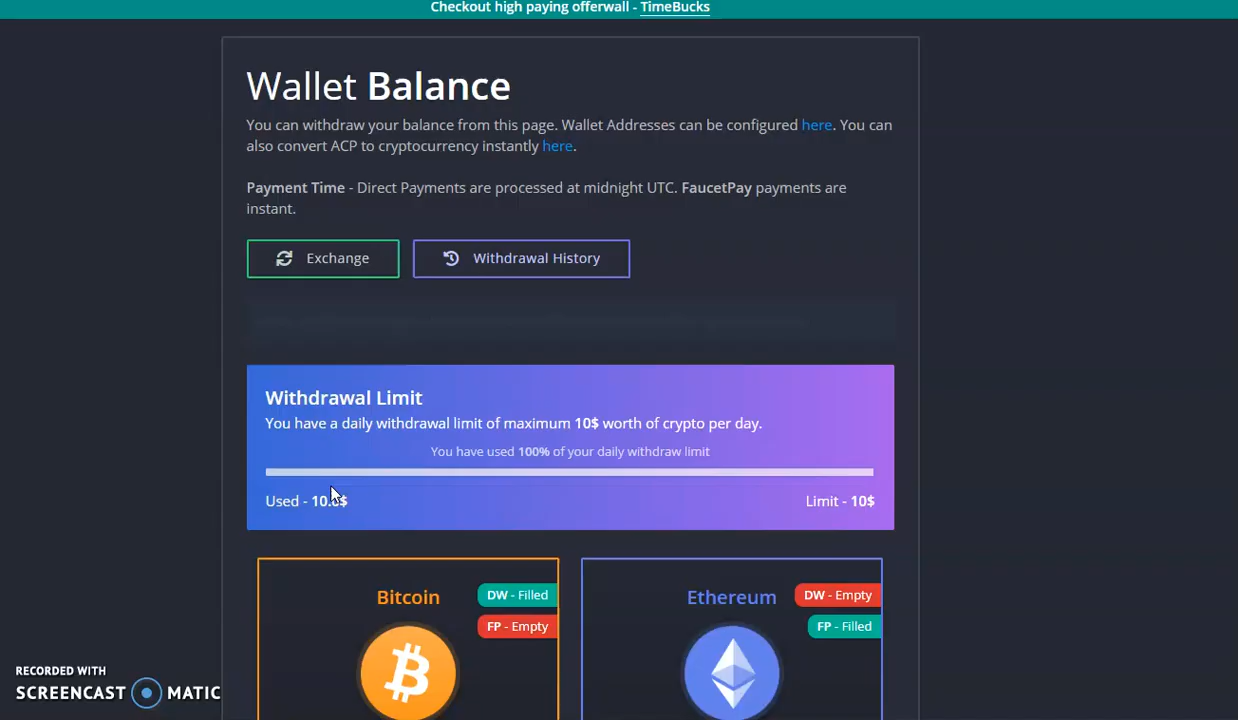 Checkout high paying offerwall - TimeBucks
Wallet Balance
You can withdraw your balance from this page. Wallet Addresses can be configured here. You can
also convert ACP to cryptocurrency instantly here.
Payment Time - Direct Payments are processed at midnight UTC. FaucetPay payments are
instant.
Exchange
Withdrawal History
Withdrawal Limit
You have a daily withdrawal limit of maximum 10$ worth of crypto per day.
You have used 100% of your daily withdraw limit
Used -
Limit - 10$
Bitcoin
DW - Filled
FP - Empty
Ethereum
DW - Empty
FP - Filled
RECORDED WITH
SCREENCAST MATIC